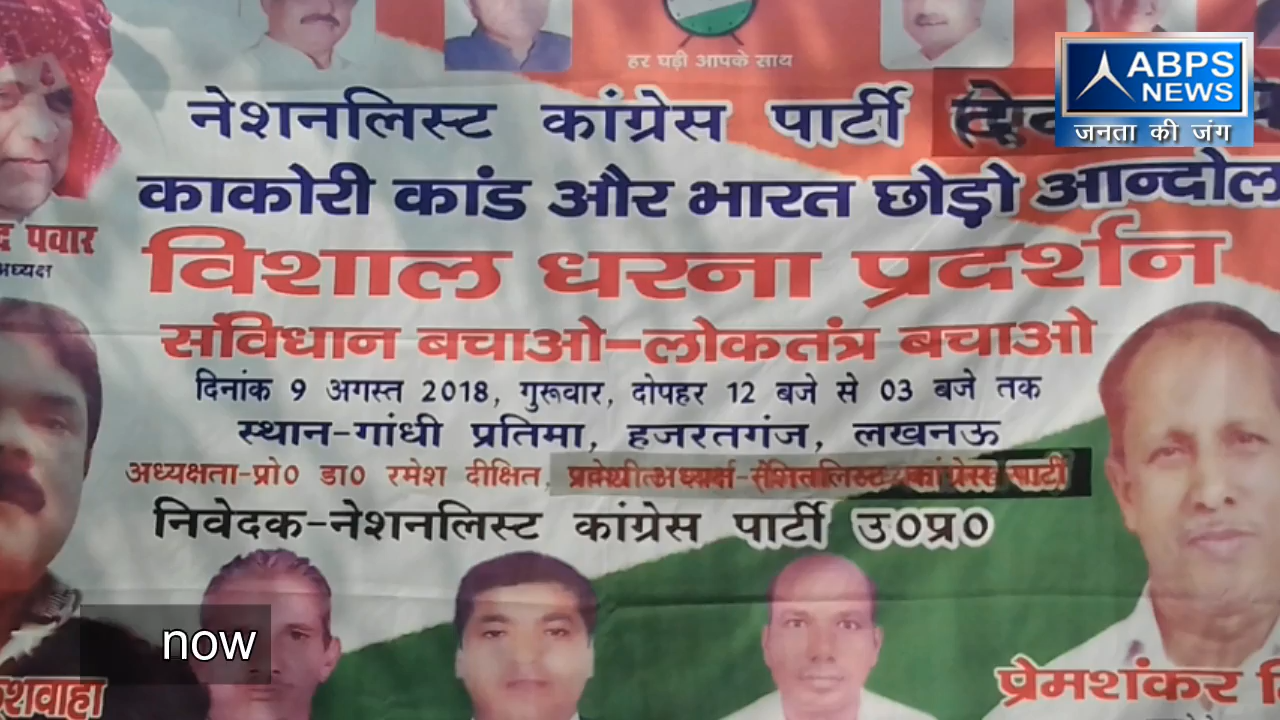 हर घड़ी आपके साथ
ABPS
NEWS
जनता की जंग
नेशनलिस्ट कांग्रेस पार्टी
काकोरी कांड और भारत छोड़ो
पवार
विशाल धरना प्रदर्शन
संविधान बचाओ-लोकतंत्र बचाओ
दिनांक 9 अगस्त 2018, गुरूवार, दोपहर 12 बजे से 03 बजे तक
स्थान-गांधी प्रतिमा, हजरतगंज, लखनऊ
अध्यक्षता-प्रो० डा० रमेश दीक्षित,
निवेदक-नेशनलिस्ट कांग्रेस पार्टी उ०प्र०
now
प्रेमशंकर